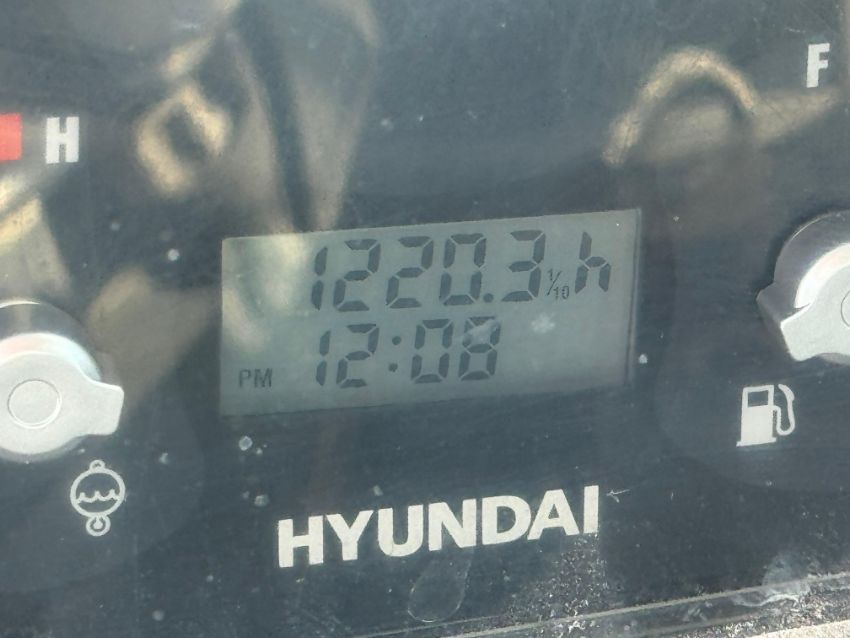 F
H
1220.3 1/10 h
PM 12:08
HYUNDAI